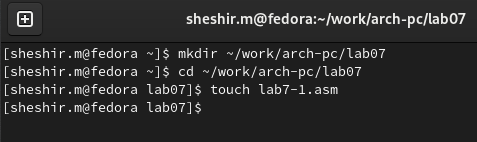 sheshir.m@fedora:~/work/arch-pc/lab07
[sheshir.m@fedora ~]$ mkdir ~/work/arch-pc/lab07
[sheshir.m@fedora ~]$ cd ~/work/arch-pc/lab07
[sheshir.m@fedora lab07]$ touch lab7-1.asm
[sheshir.m@fedora lab07]$